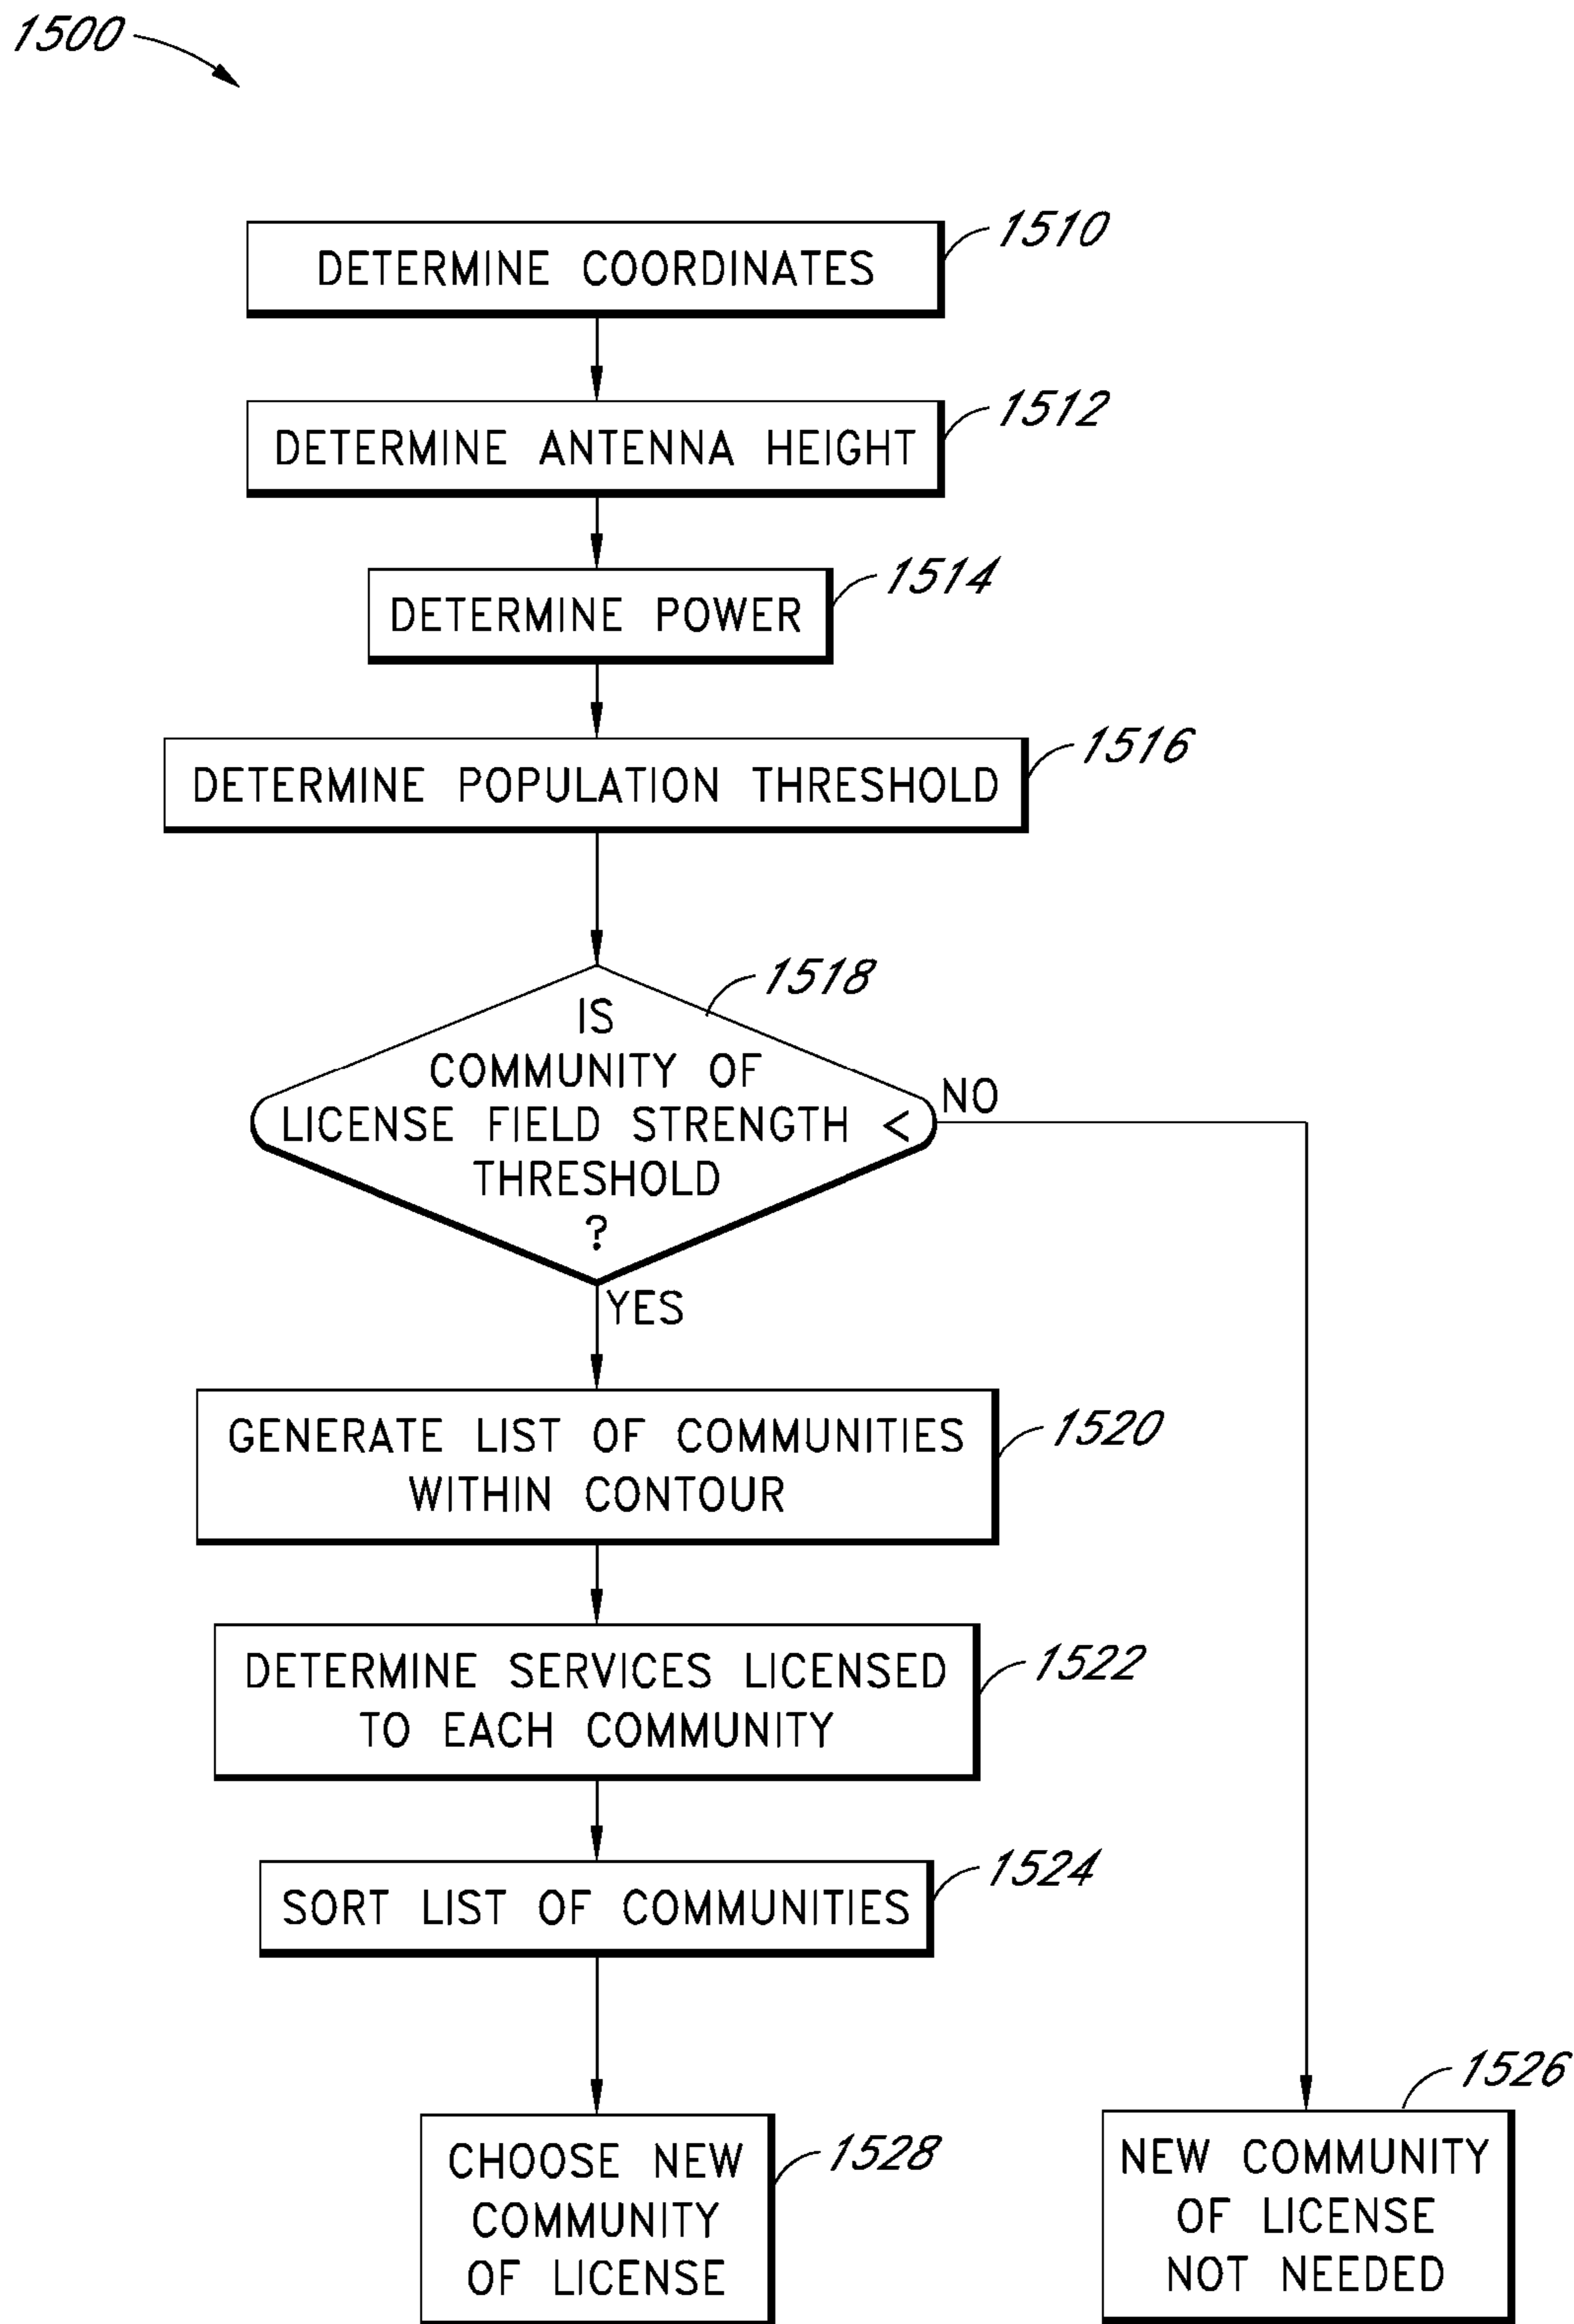 1500
DETERMINE COORDINATES
1510
DETERMINE ANTENNA HEIGHT
1512
DETERMINE POWER
1514
DETERMINE POPULATION THRESHOLD
1516
1518
IS
COMMUNITY OF
LICENSE FIELD STRENGTH <
THRESHOLD
?
NO
YES
GENERATE LIST OF COMMUNITIES
WITHIN CONTOUR
1520
DETERMINE SERVICES LICENSED
TO EACH COMMUNITY
1522
SORT LIST OF COMMUNITIES
1524
CHOOSE NEW
COMMUNITY
OF LICENSE
1528
1526
NEW COMMUNITY
OF LICENSE
NOT NEEDED